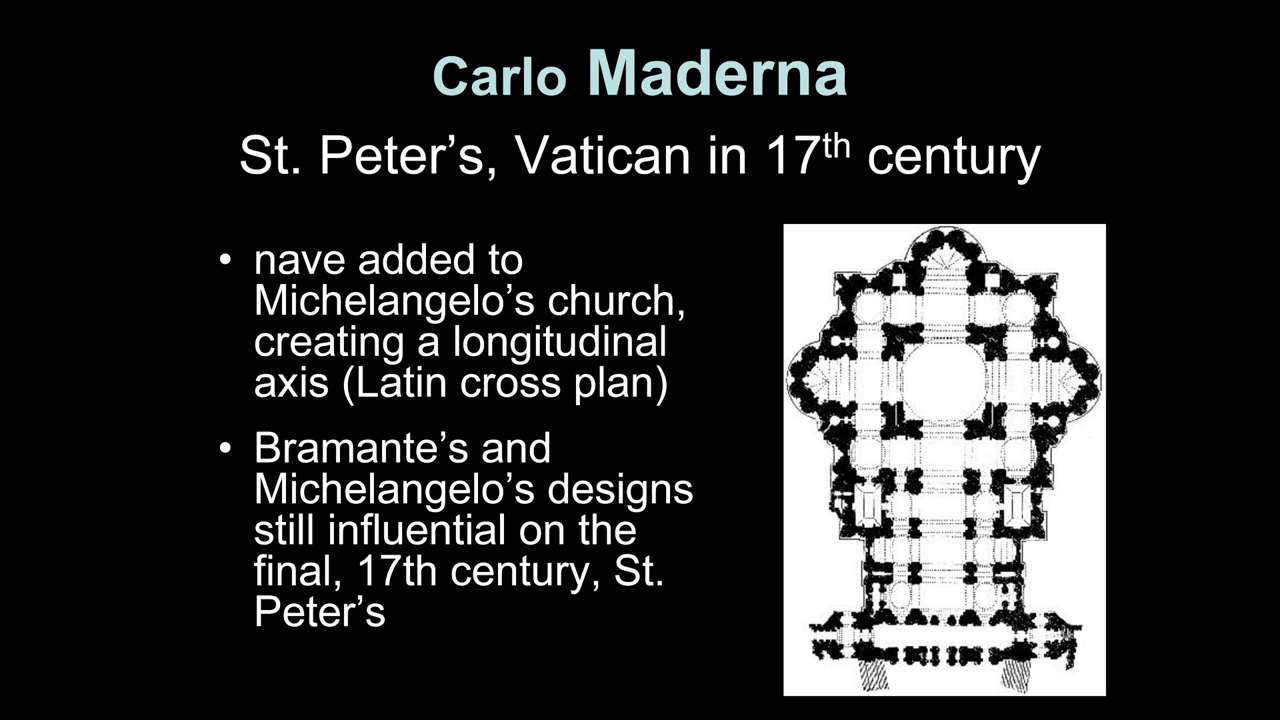 Carlo Maderna
St. Peter’s, Vatican in 17th century
• nave added to
Michelangelo’s church,
creating a longitudinal
axis (Latin cross plan)
• Bramante’s and
Michelangelo’s designs
still influential on the
final, 17th century, St.
Peter’s